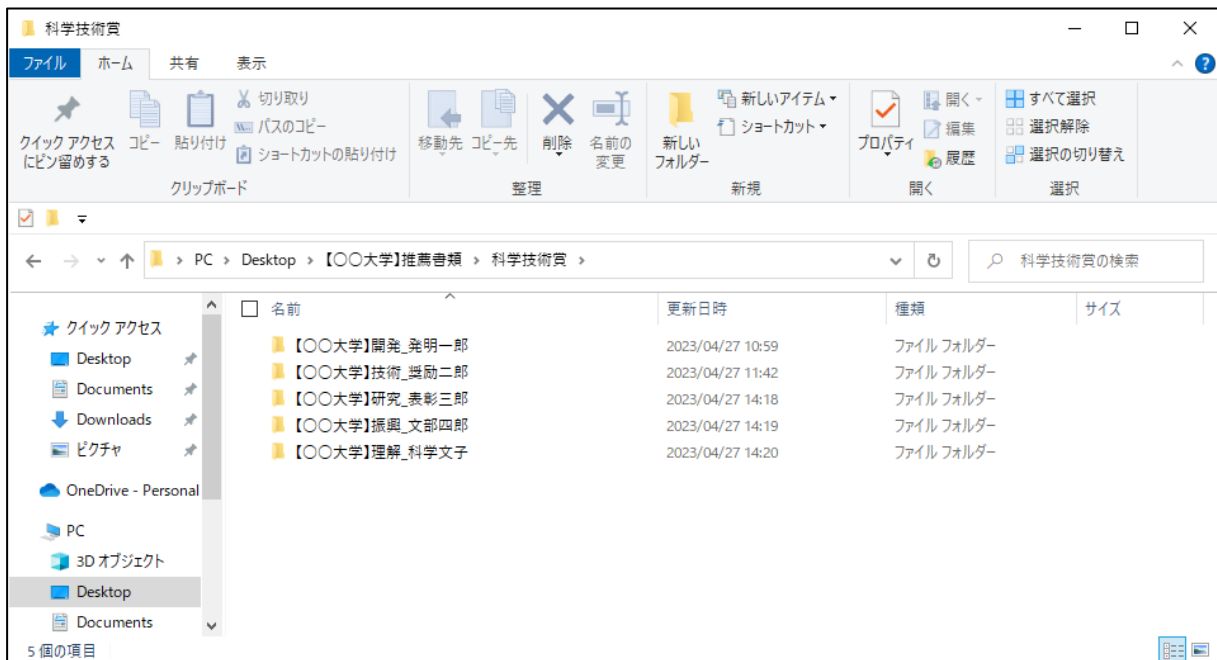 科学技術賞
ファイル ホーム 共有 表示
クイック アクセスにピン留めする
コピー
貼り付け
切り取り
パスのコピー
ショートカットの貼り付け
クリップボード
移動先
コピー先
削除
名前の変更
整理
新しいフォルダー
新しいアイテム
ショートカット
新規
プロパティ
開く
編集
履歴
開く
すべて選択
選択解除
選択の切り替え
選択
PC > Desktop > 【〇〇大学】推薦書類 > 科学技術賞 >
科学技術賞の検索
クイック アクセス
Desktop
Documents
Downloads
ピクチャ
OneDrive - Personal
PC
3D オブジェクト
Desktop
Documents
名前 更新日時 種類 サイズ
【〇〇大学】開発_発明一郎 2023/04/27 10:59 ファイル フォルダー
【〇〇大学】技術_奨励二郎 2023/04/27 11:42 ファイル フォルダー
【〇〇大学】研究_表彰三郎 2023/04/27 14:18 ファイル フォルダー
【〇〇大学】振興_文部四郎 2023/04/27 14:19 ファイル フォルダー
【〇〇大学】理解_科学文子 2023/04/27 14:20 ファイル フォルダー
5 個の項目